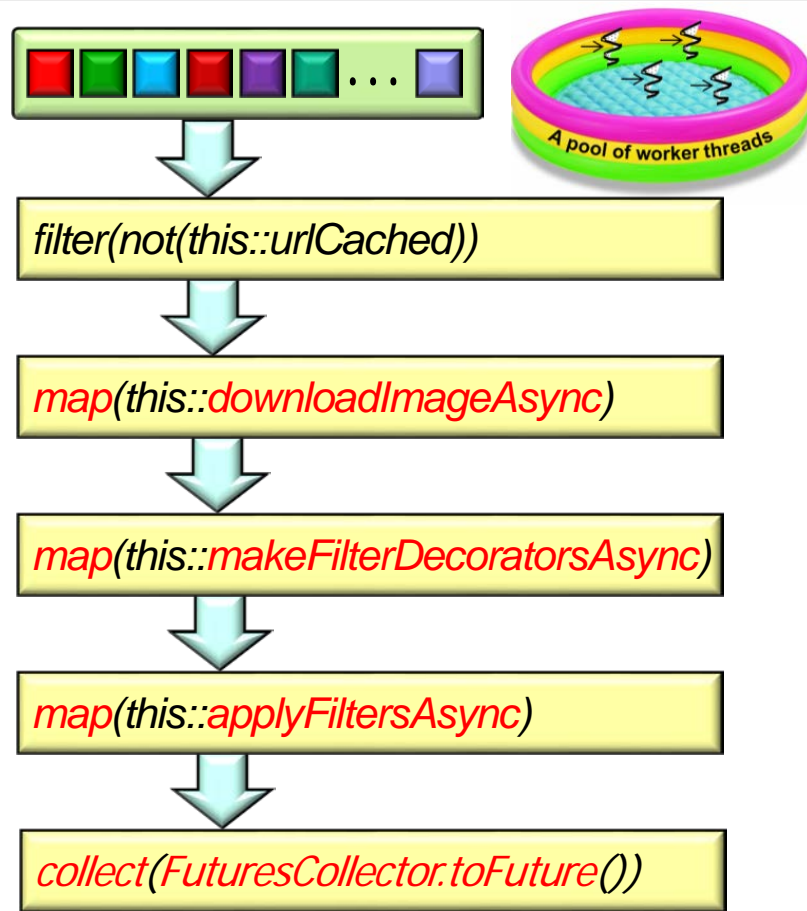 . . .
A pool of worker threads
filter(not(this::urlCached))
map(this::downloadImageAsync)
map(this::makeFilterDecoratorsAsync)
map(this::applyFiltersAsync)
collect(FuturesCollector.toFuture())